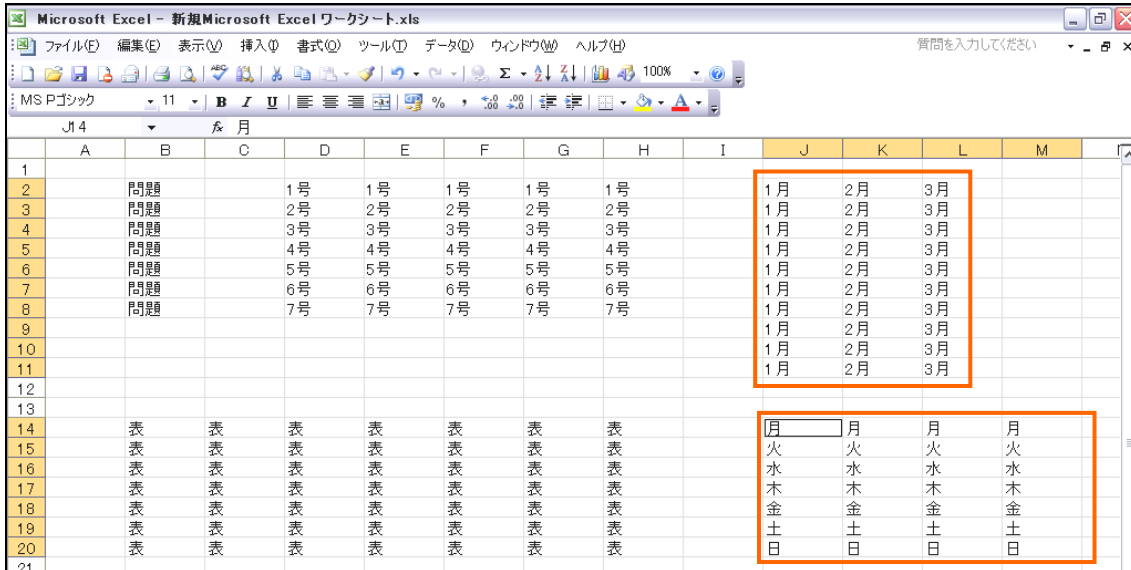 Microsoft Excel - 新規Microsoft Excel ワークシート.xls
ファイル(F) 編集(E) 表示(V) 挿入(I) 書式(O) ツール(T) データ(D) ウィンドウ(W) ヘルプ(H) 質問を入力してください
ABC Σ A Z Z A 100% ?
MS Pゴシック 11 B I U % , .0 .00 .00 .0 A
J14 fx 月
A B C D E F G H I J K L M
1
2 問題 1号 1号 1号 1号 1号 1月 2月 3月
3 問題 2号 2号 2号 2号 2号 1月 2月 3月
4 問題 3号 3号 3号 3号 3号 1月 2月 3月
5 問題 4号 4号 4号 4号 4号 1月 2月 3月
6 問題 5号 5号 5号 5号 5号 1月 2月 3月
7 問題 6号 6号 6号 6号 6号 1月 2月 3月
8 問題 7号 7号 7号 7号 7号 1月 2月 3月
9 1月 2月 3月
10 1月 2月 3月
11 1月 2月 3月
12
13
14 表 表 表 表 表 表 表 月 月 月 月
15 表 表 表 表 表 表 表 火 火 火 火
16 表 表 表 表 表 表 表 水 水 水 水
17 表 表 表 表 表 表 表 木 木 木 木
18 表 表 表 表 表 表 表 金 金 金 金
19 表 表 表 表 表 表 表 土 土 土 土
20 表 表 表 表 表 表 表 日 日 日 日
21